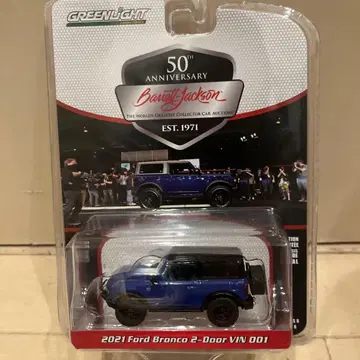 GREENLIGHT
50TH
ANNIVERSARY
Barrett-Jackson
THE WORLD'S GREATEST COLLECTOR CAR AUCTIONS
EST. 1971
2021 Ford Bronco 2-Door VIN 001